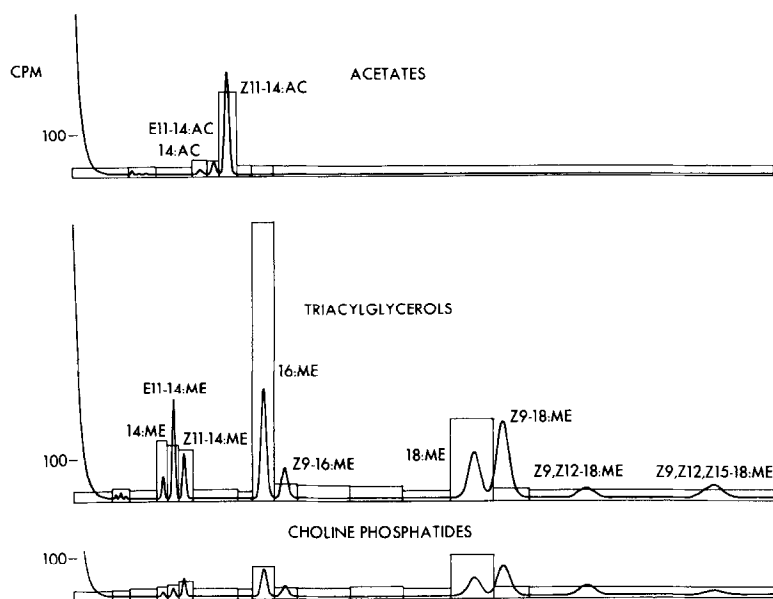 CPM
ACETATES
Z11-14:AC
E11-14:AC
100
14:AC
TRIACYLGLYCEROLS
16:ME
E11-14:ME
Z9-18:ME
14:ME
Z11-14:ME
18:ME
100
Z9-16:ME
Z9,Z12-18:ME
Z9,Z12,Z15-18:ME
CHOLINE PHOSPHATIDES
100